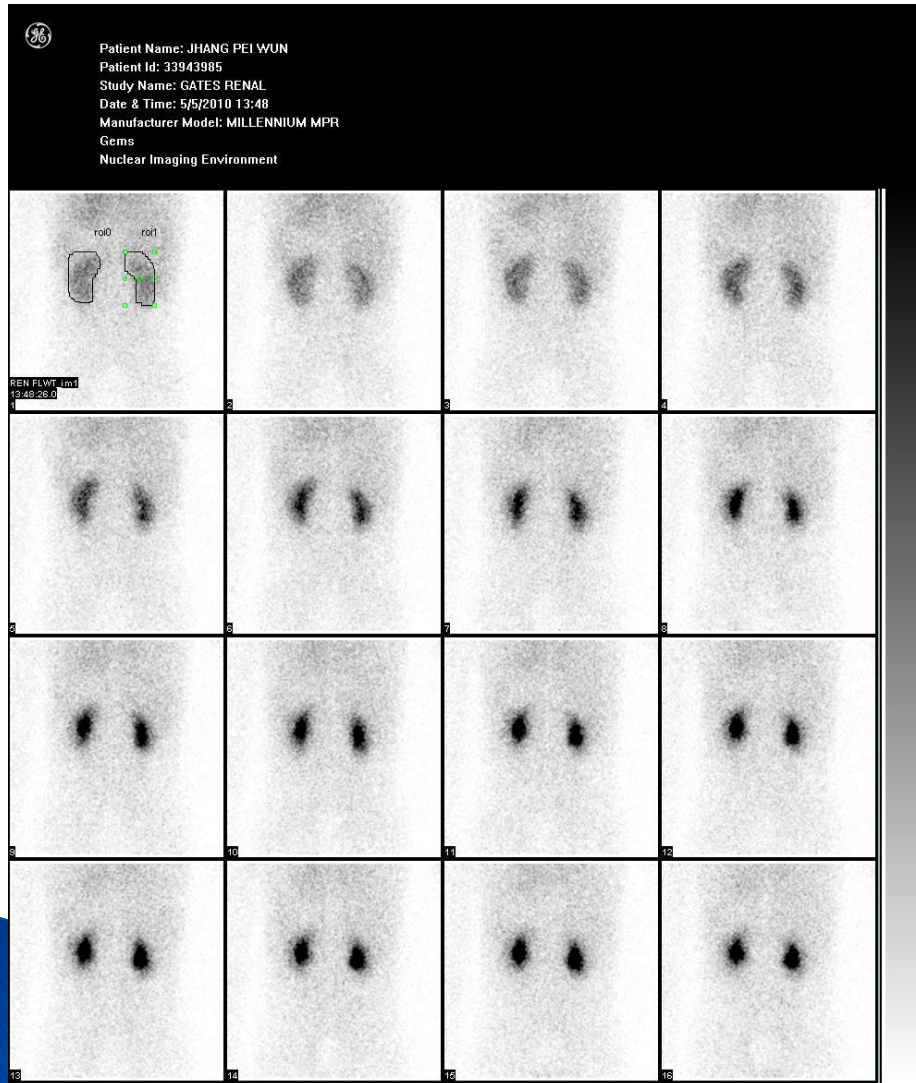 Patient Name: JHANG PEI WUN
Patient Id: 33943985
Study Name: GATES RENAL
Date & Time: 5/5/2010 13:48
Manufacturer Model: MILLENNIUM MPR
Gems
Nuclear Imaging Environment
roi0 roi1
REN FLWT_im1
13:48:26.0
1 2 3 4
5 6 7 8
9 10 11 12
13 14 15 16